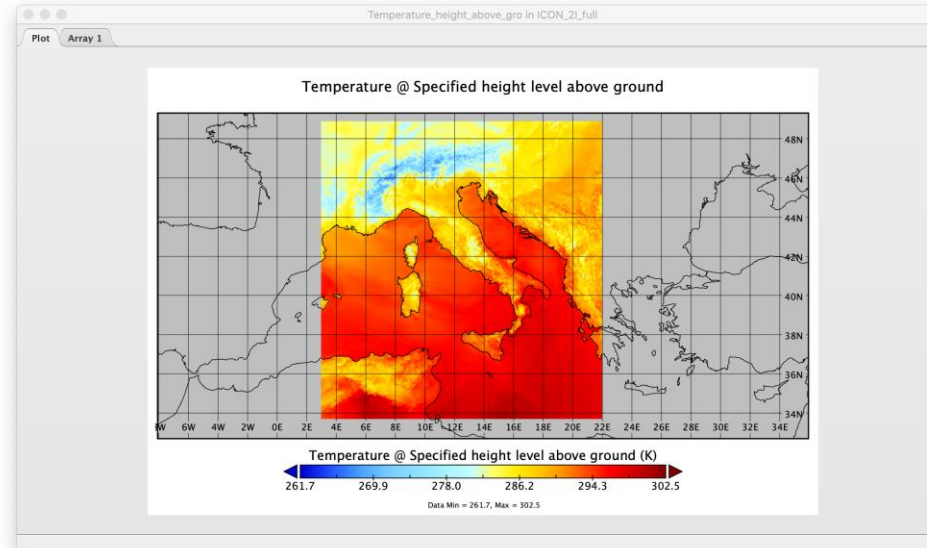 Temperature_height_above_gro in ICON_2I_full
Plot Array 1
Temperature @ Specified height level above ground
48N
46N
44N
42N
40N
38N
36N
34N
W 6W 4W 2W 0E 2E 4E 6E 8E 10E 12E 14E 16E 18E 20E 22E 24E 26E 28E 30E 32E 34E
Temperature @ Specified height level above ground (K)
261.7 269.9 278.0 286.2 294.3 302.5
Data Min = 261.7, Max = 302.5